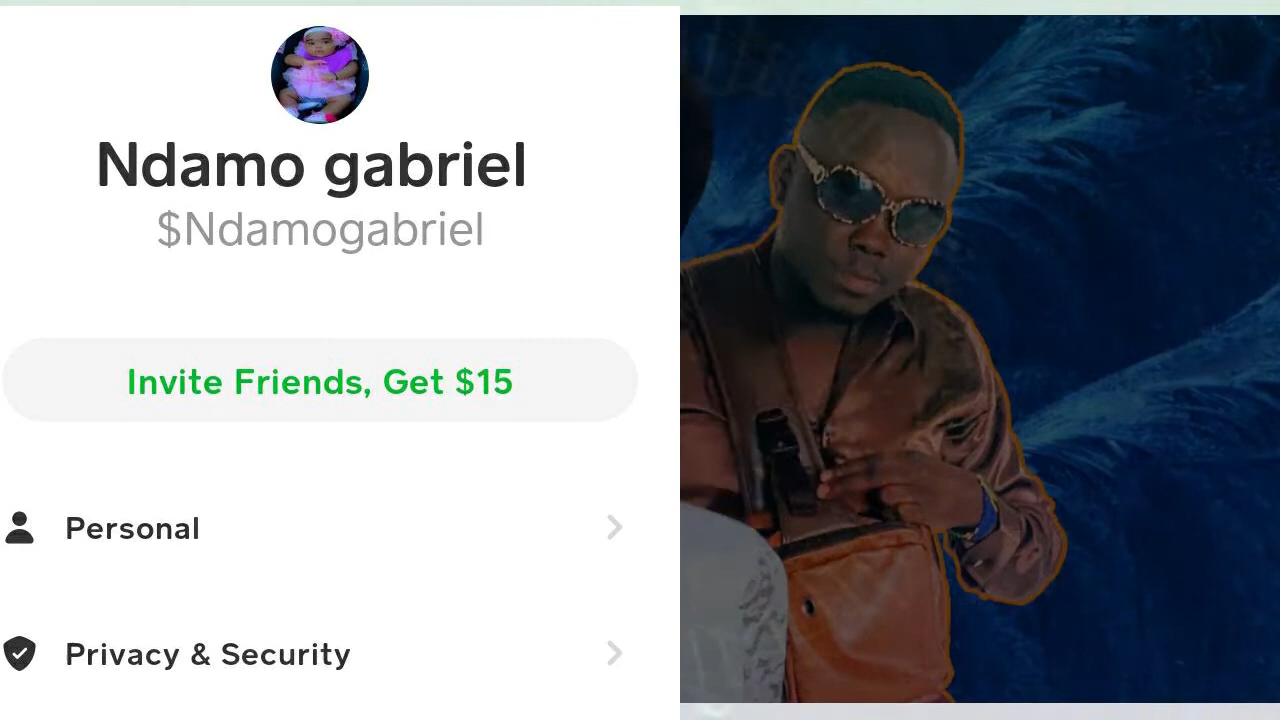 Ndamo gabriel
$Ndamogabriel
Invite Friends, Get $15
Personal
Privacy & Security